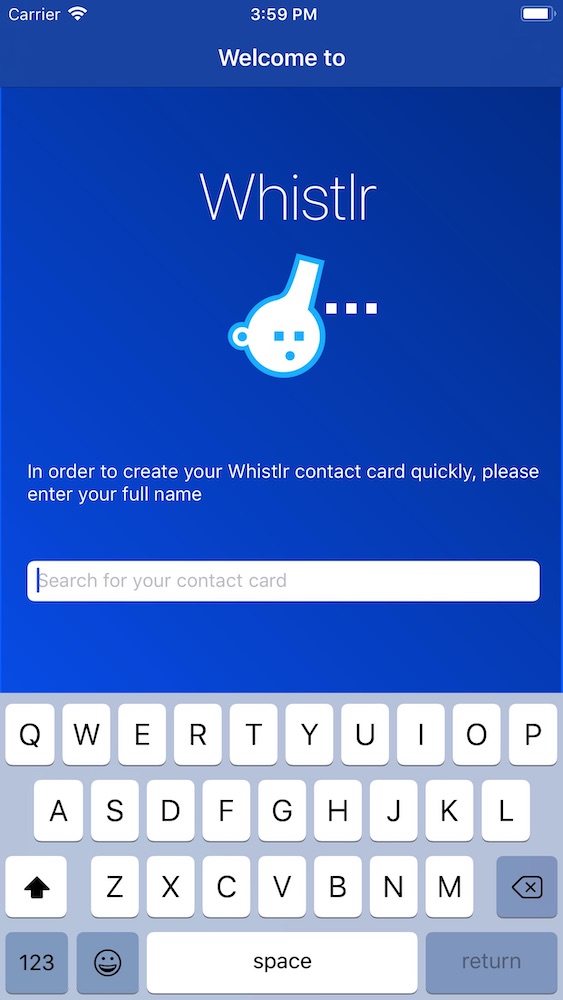 Carrier 3:59 PM
Welcome to
Whistlr
In order to create your Whistlr contact card quickly, please
enter your full name
Search for your contact card
Q W E R T Y U I O P
A S D F G H J K L
Z X C V B N M
123 space return